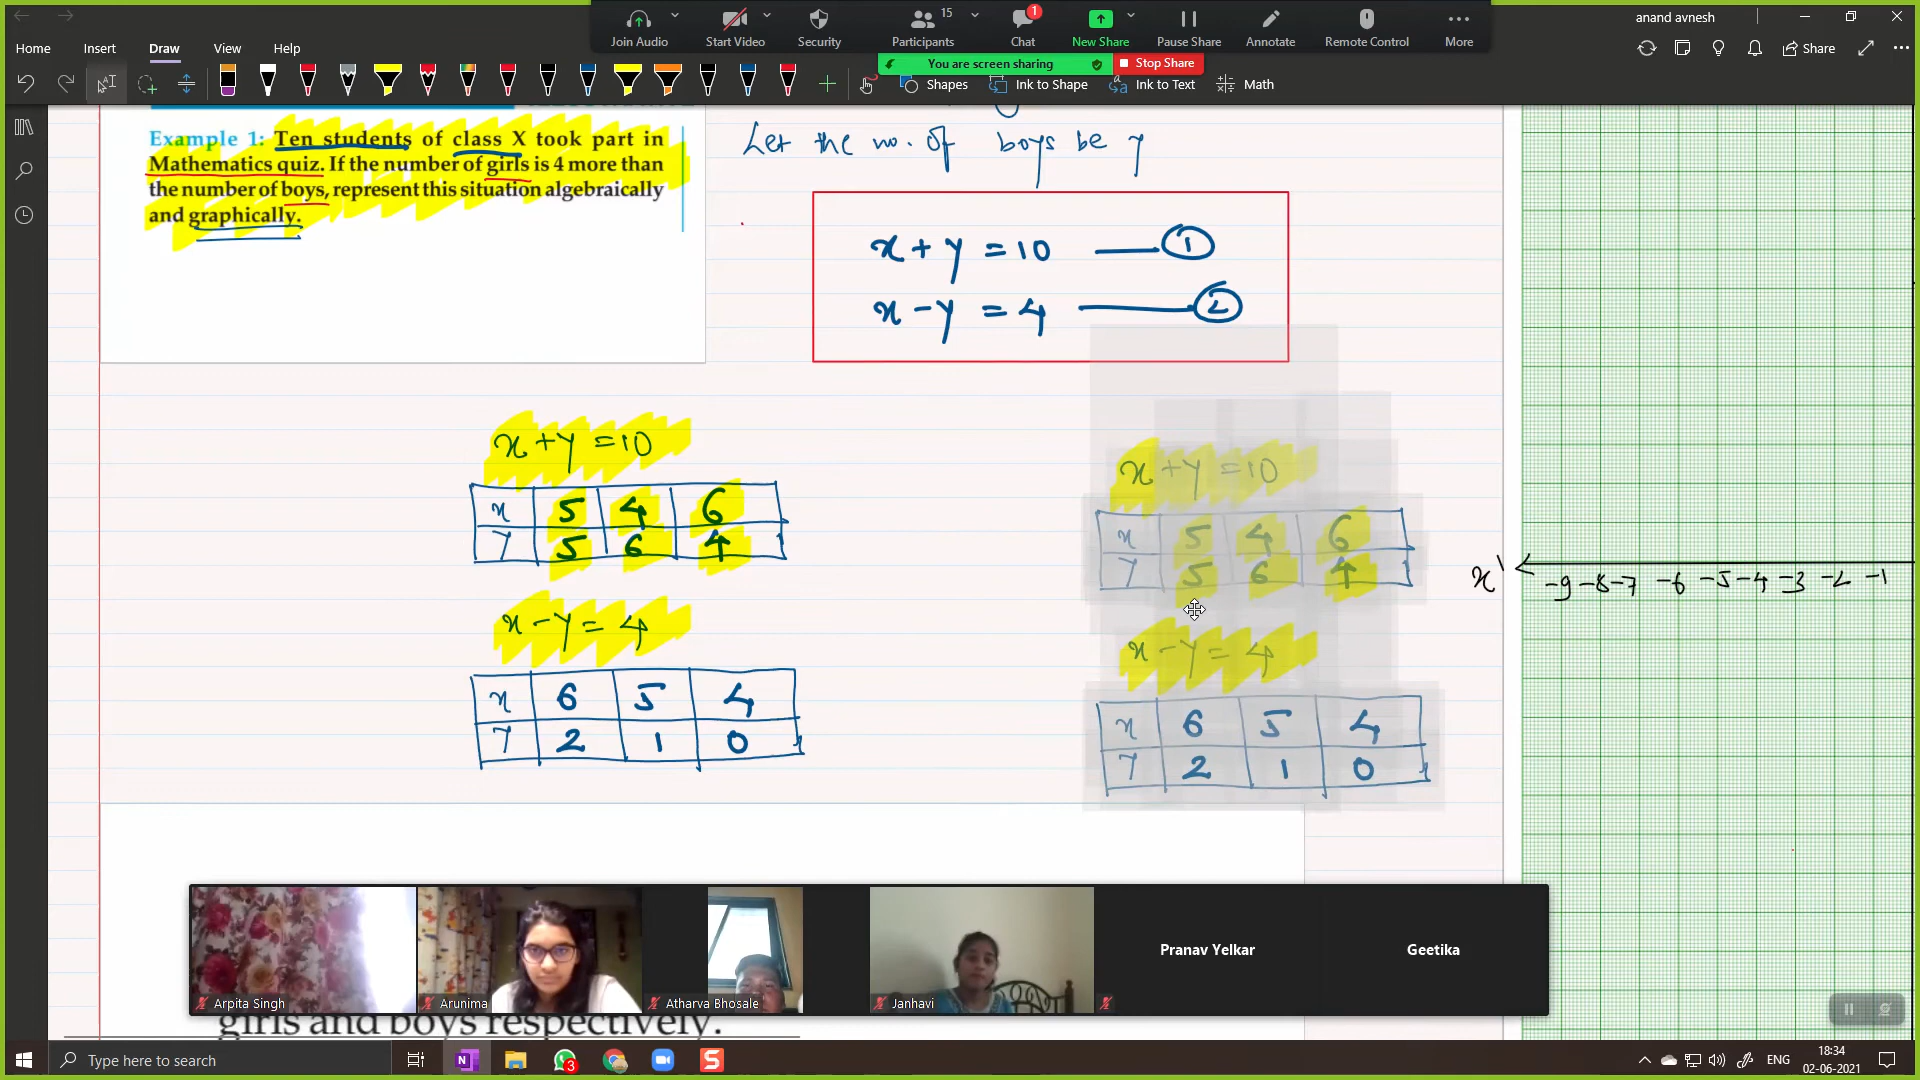 Join Audio
Start Video
Security
15
Participants
1
Chat
New Share
Pause Share
Annotate
Remote Control
More
anand avnesh
Home
Insert
Draw
View
Help
Share
You are screen sharing
Stop Share
Shapes
Ink to Shape
Ink to Text
Math
Example 1: Ten students of class X took part in
Mathematics quiz. If the number of girls is 4 more than
the number of boys, represent this situation algebraically
and graphically.
Let the no. of boys be y
x + y = 10 —— 1
x - y = 4 —— 2
x + y = 10
x 5 4 6
y 5 6 4
x - y = 4
x 6 5 4
y 2 1 0
x + y = 10
x 5 4 6
y 5 6 4
x - y = 4
x 6 5 4
y 2 1 0
x'
-9 -8 -7 -6 -5 -4 -3 -2 -1
Arpita Singh
Arunima
Atharva Bhosale
Janhavi
Pranav Yelkar
Geetika
girls and boys respectively.
Type here to search
N
3
S
ENG
18:34
02-06-2021